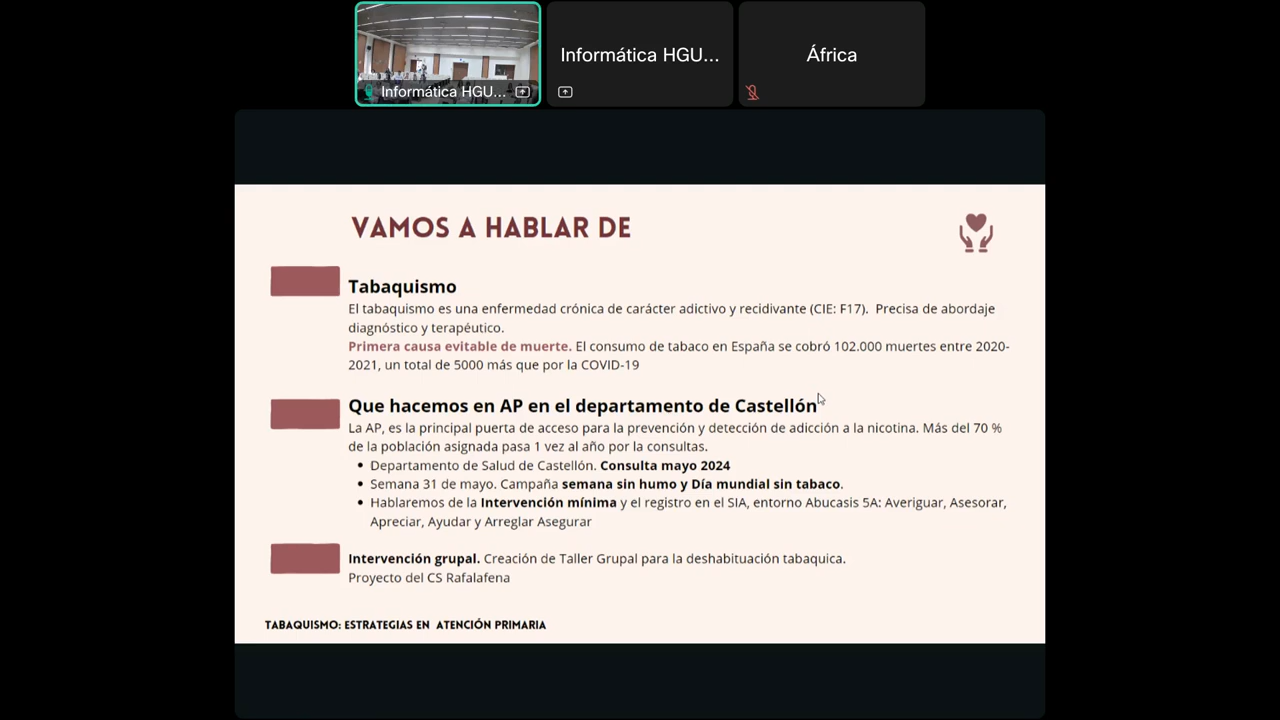 Informática HGU...
Informática HGU...
África
VAMOS A HABLAR DE
Tabaquismo
El tabaquismo es una enfermedad crónica de carácter adictivo y recidivante (CIE: F17). Precisa de abordaje
diagnóstico y terapéutico.
Primera causa evitable de muerte. El consumo de tabaco en España se cobró 102.000 muertes entre 2020-
2021, un total de 5000 más que por la COVID-19
Que hacemos en AP en el departamento de Castellón
La AP, es la principal puerta de acceso para la prevención y detección de adicción a la nicotina. Más del 70 %
de la población asignada pasa 1 vez al año por la consultas.
• Departamento de Salud de Castellón. Consulta mayo 2024
• Semana 31 de mayo. Campaña semana sin humo y Día mundial sin tabaco.
• Hablaremos de la Intervención mínima y el registro en el SIA, entorno Abucasis 5A: Averiguar, Asesorar,
Apreciar, Ayudar y Arreglar Asegurar
Intervención grupal. Creación de Taller Grupal para la deshabituación tabaquica.
Proyecto del CS Rafalafena
TABAQUISMO: ESTRATEGIAS EN ATENCIÓN PRIMARIA